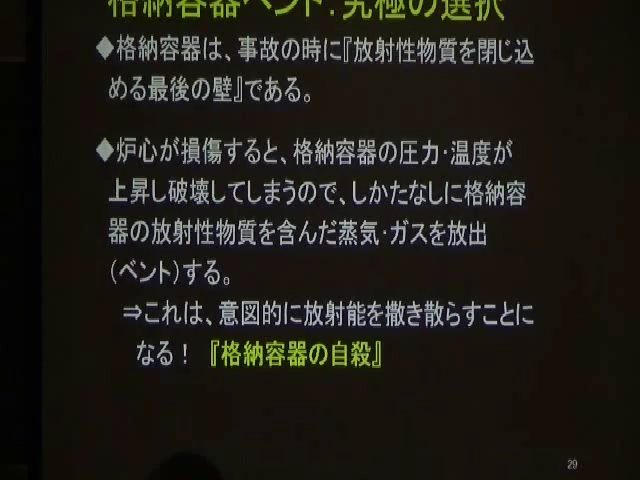 格納容器ベント:究極の選択
◆格納容器は、事故の時に『放射性物質を閉じ込
める最後の壁』である。
◆炉心が損傷すると、格納容器の圧力・温度が
上昇し破壊してしまうので、しかたなしに格納容
器の放射性物質を含んだ蒸気・ガスを放出
(ベント)する。
⇒これは、意図的に放射能を撒き散らすことに
なる! 『格納容器の自殺』
29